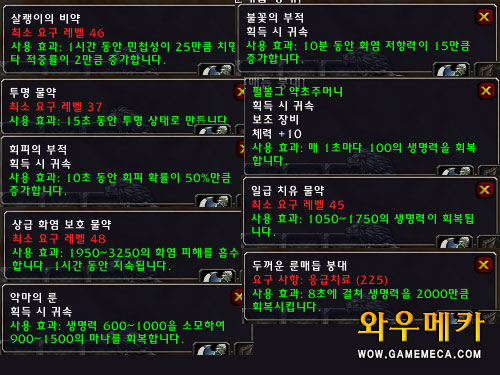 살쾡이의 비약
최소 요구 레벨 46
사용 효과: 1시간 동안 민첩성이 25만큼 치명
타 적중률이 2만큼 증가합니다.
투명 물약
최소 요구 레벨 37
사용 효과: 15초 동안 투명 상태로 만듭니다
회피의 부적
획득 시 귀속
사용 효과: 10초 동안 회피 확률이 50%만큼
증가합니다.
상급 화염 보호 물약
최소 요구 레벨 48
사용 효과: 1950~3250의 화염 피해를 흡수
합니다. 1시간 동안 지속됩니다.
악마의 룬
획득 시 귀속
사용 효과: 생명력 600~1000을 소모하여
900~1500의 마나를 회복합니다.
불꽃의 부적
획득 시 귀속
사용 효과: 10분 동안 화염 저항력이 15만큼
증가합니다.
펄볼그 약초주머니
획득 시 귀속
보조 장비
체력 +10
사용 효과: 매 1초마다 100의 생명력을 회복
합니다.
일급 치유 물약
최소 요구 레벨 45
사용 효과: 1050~1750의 생명력이 회복됩
니다.
두꺼운 룬매듭 붕대
요구 사항: 응급치료 (225)
사용 효과: 8초에 걸쳐 생명력을 2000만큼
회복시킵니다.
와우메카
WOW.GAMEMECA.COM